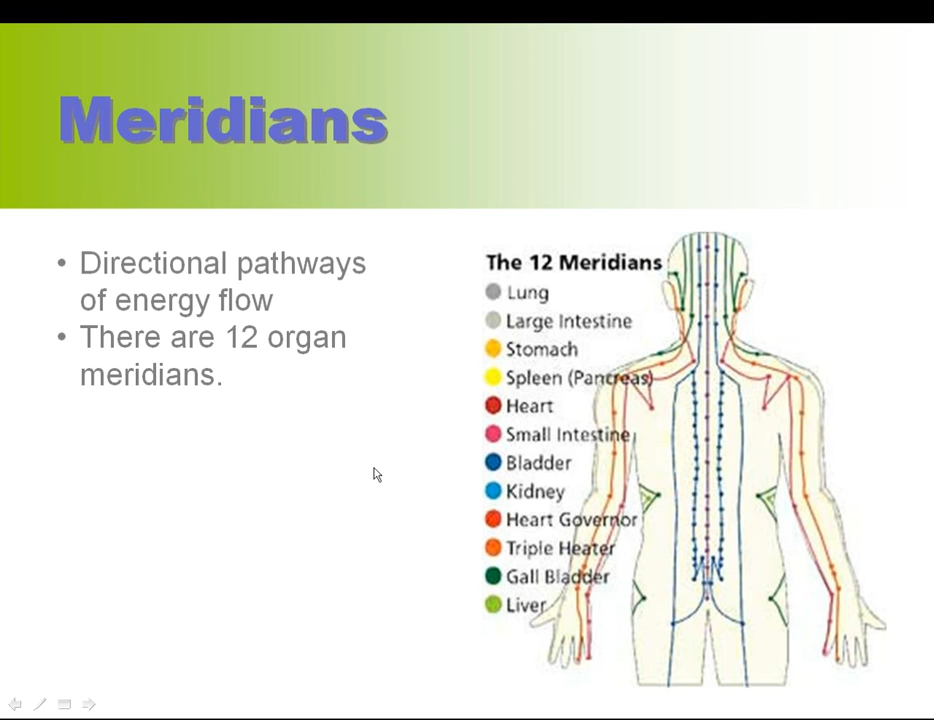 Meridians
• Directional pathways
of energy flow
• There are 12 organ
meridians.
The 12 Meridians
Lung
Large Intestine
Stomach
Spleen (Pancreas)
Heart
Small Intestine
Bladder
Kidney
Heart Governor
Triple Heater
Gall Bladder
Liver